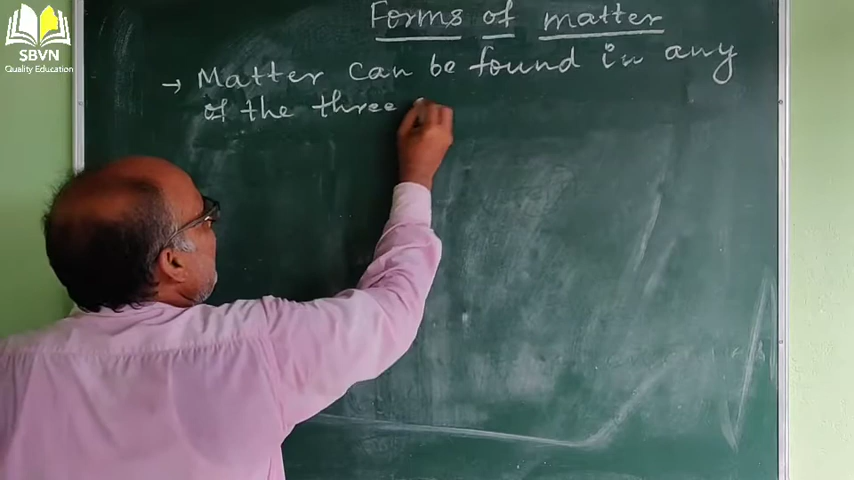 SBVN
Quality Education
Forms of matter
→ Matter can be found in any
of the three